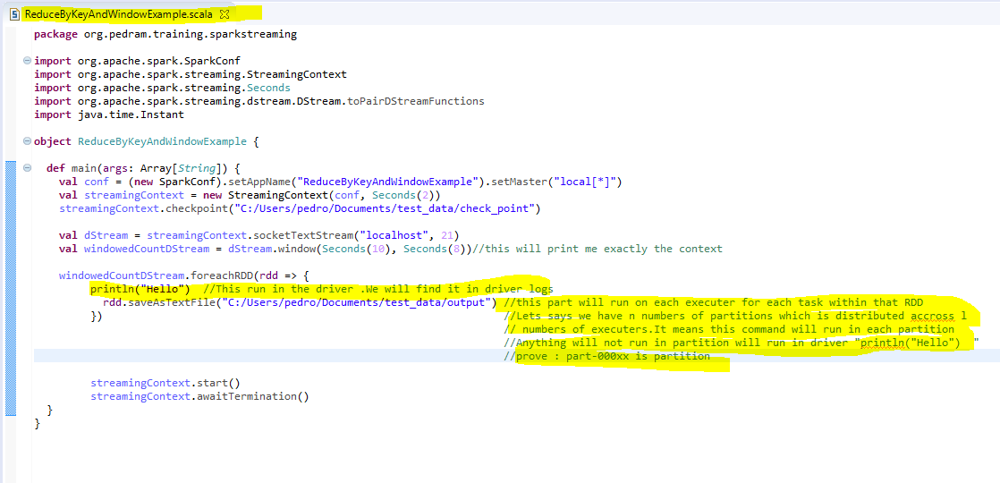 ReduceByKeyAndWindowExample.scala
package org.pedram.training.sparkstreaming
import org.apache.spark.SparkConf
import org.apache.spark.streaming.StreamingContext
import org.apache.spark.streaming.Seconds
import org.apache.spark.streaming.dstream.DStream.toPairDStreamFunctions
import java.time.Instant
object ReduceByKeyAndWindowExample {
def main(args: Array[String]) {
val conf = (new SparkConf).setAppName("ReduceByKeyAndWindowExample").setMaster("local[*]")
val streamingContext = new StreamingContext(conf, Seconds(2))
streamingContext.checkpoint("C:/Users/pedro/Documents/test_data/check_point")
val dStream = streamingContext.socketTextStream("localhost", 21)
val windowedCountDStream = dStream.window(Seconds(10), Seconds(8))//this will print me exactly the context
windowedCountDStream.foreachRDD(rdd => {
println("Hello") //This run in the driver .We will find it in driver logs
rdd.saveAsTextFile("C:/Users/pedro/Documents/test_data/output") //this part will run on each executer for each task within that RDD
}) //Lets says we have n numbers of partitions which is distributed accross l
// numbers of executers.It means this command will run in each partition
//Anything will not run in partition will run in driver "println("Hello") "
//prove : part-000xx is partition
streamingContext.start()
streamingContext.awaitTermination()
}
}